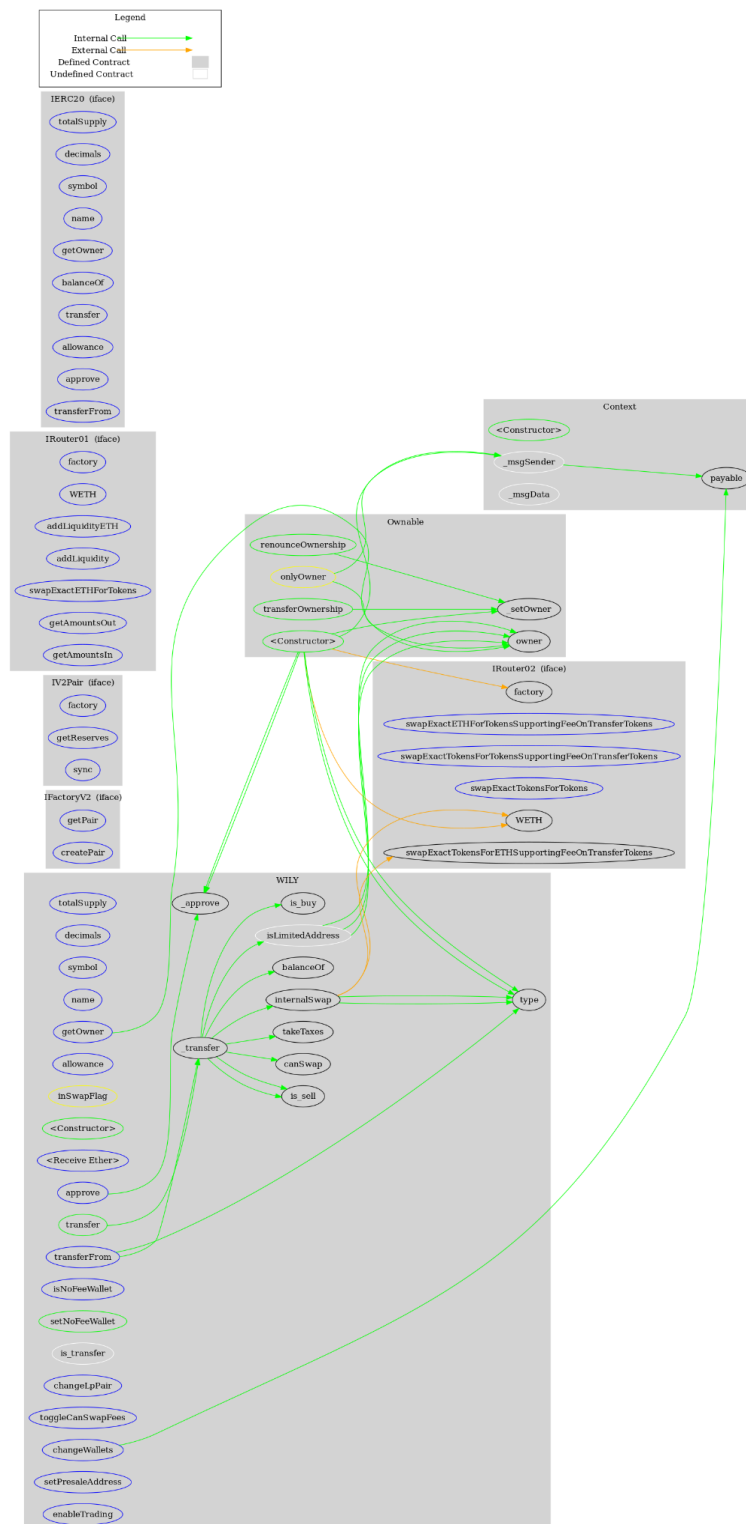 Legend
Internal Call
External Call
Defined Contract
Undefined Contract
IERC20 (iface)
totalSupply
decimals
symbol
name
getOwner
balanceOf
transfer
allowance
approve
transferFrom
IRouter01 (iface)
factory
WETH
addLiquidityETH
addLiquidity
swapExactETHForTokens
getAmountsOut
getAmountsIn
IV2Pair (iface)
factory
getReserves
sync
IFactoryV2 (iface)
getPair
createPair
Context
<Constructor>
_msgSender
_msgData
payable
Ownable
renounceOwnership
onlyOwner
transferOwnership
<Constructor>
_setOwner
owner
IRouter02 (iface)
factory
swapExactETHForTokensSupportingFeeOnTransferTokens
swapExactTokensForTokensSupportingFeeOnTransferTokens
swapExactTokensForTokens
WETH
swapExactTokensForETHSupportingFeeOnTransferTokens
WILY
totalSupply
decimals
symbol
name
getOwner
allowance
inSwapFlag
<Constructor>
<Receive Ether>
approve
transfer
transferFrom
isNoFeeWallet
setNoFeeWallet
is_transfer
changeLpPair
toggleCanSwapFees
changeWallets
setPresaleAddress
enableTrading
_approve
_transfer
is_buy
isLimitedAddress
balanceOf
internalSwap
takeTaxes
canSwap
is_sell
type